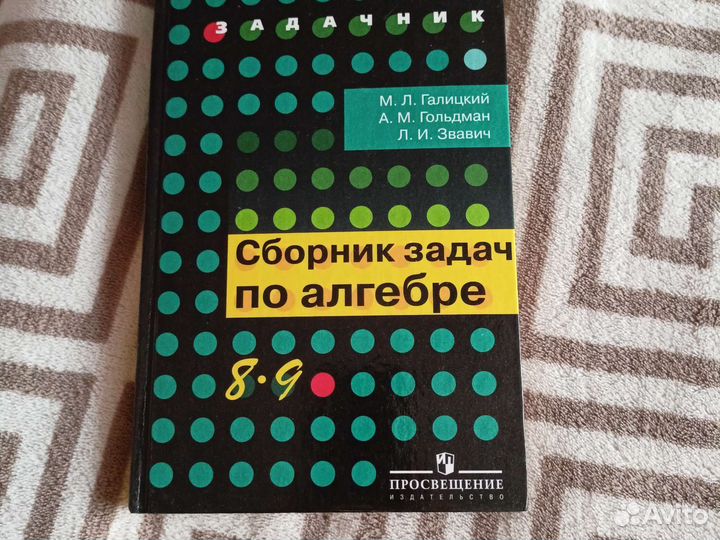 ЗАДАЧНИК
М. Л. Галицкий
А. М. Гольдман
Л. И. Звавич
Сборник задач
по алгебре
8•9
ПРОСВЕЩЕНИЕ
ИЗДАТЕЛЬСТВО
Avito